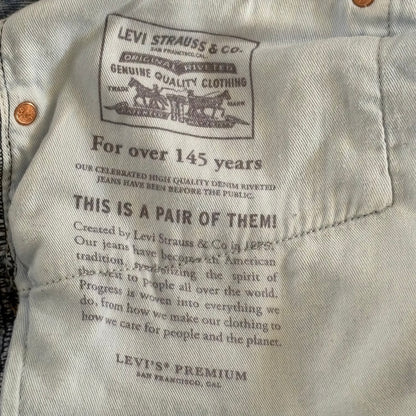 LEVI STRAUSS & CO.
SAN FRANCISCO, CAL.
ORIGINAL RIVETED
GENUINE QUALITY CLOTHING
TRADE MARK
For over 145 years
OUR CELEBRATED HIGH QUALITY DENIM RIVETED
JEANS HAVE BEEN BEFORE THE PUBLIC.
THIS IS A PAIR OF THEM!
Created by Levi Strauss & Co in
Our jeans have become an American
tradition, symbolizing the spirit of
the west to people all over the world.
Progress is woven into everything we
do, from how we make our clothing to
how we care for people and the planet.
LEVI'S® PREMIUM
SAN FRANCISCO, CAL